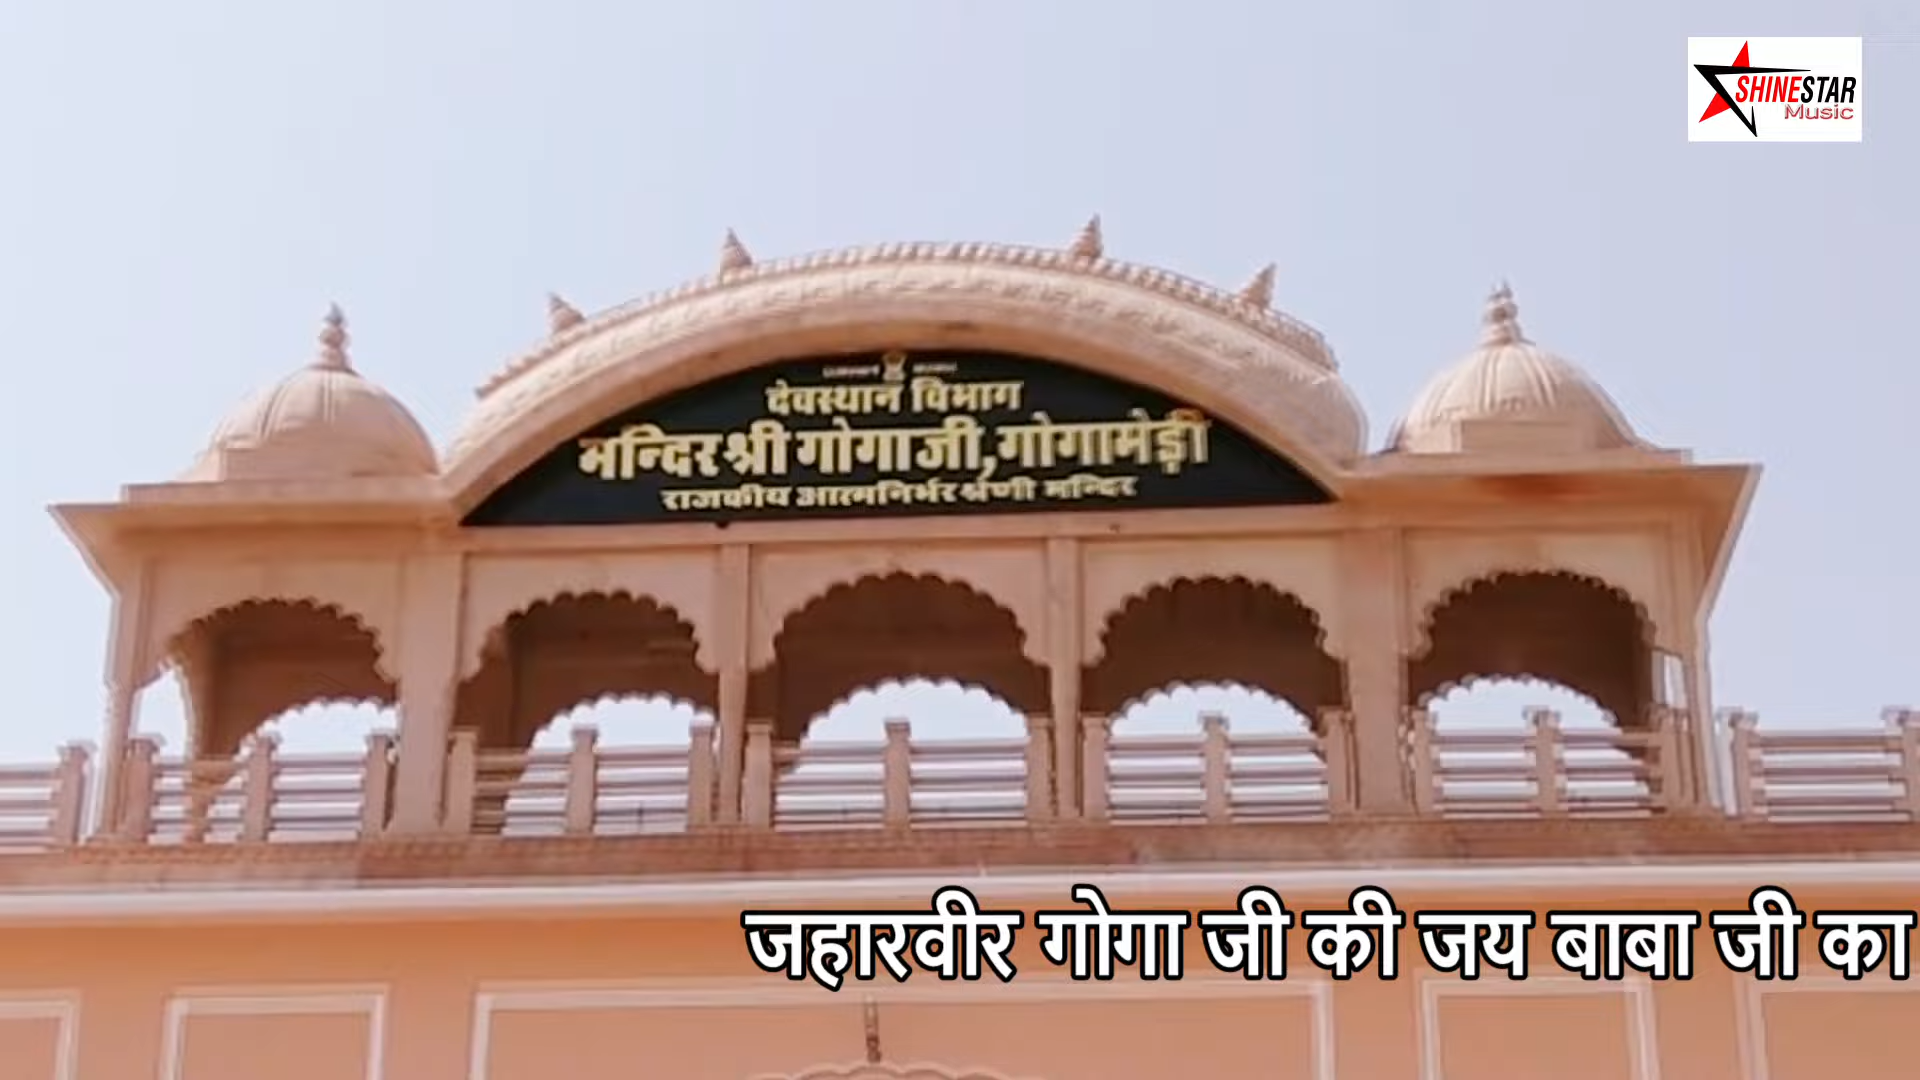 SHINESTAR
Music
देवस्थान विभाग
मन्दिर श्री गोगाजी, गोगामेड़ी
राजकीय आत्मनिर्भर श्रेणी मन्दिर
जहारवीर गोगा जी की जय बाबा जी का